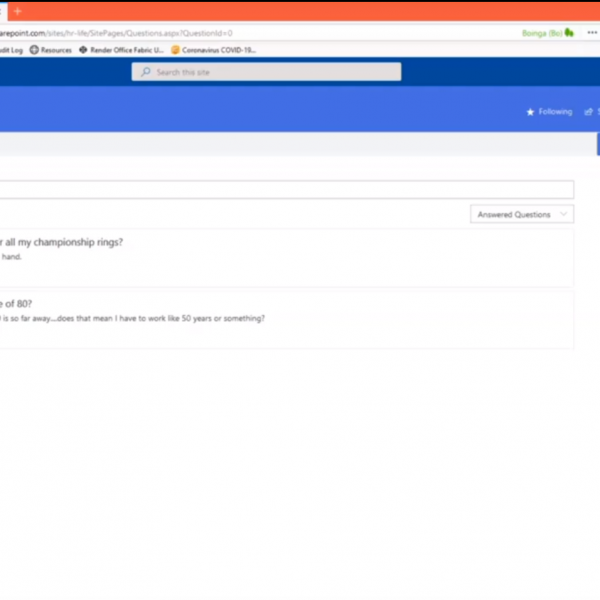 +
arepoint.com/sites/hr-life/SitePages/Questions.aspx?QuestionId=0
Boinga (Bo)
dit Log Resources Render Office Fabric U... Coronavirus COVID-19...
Search this site
Following
r all my championship rings?
hand.
Answered Questions
e of 80?
is so far away...does that mean I have to work like 50 years or something?